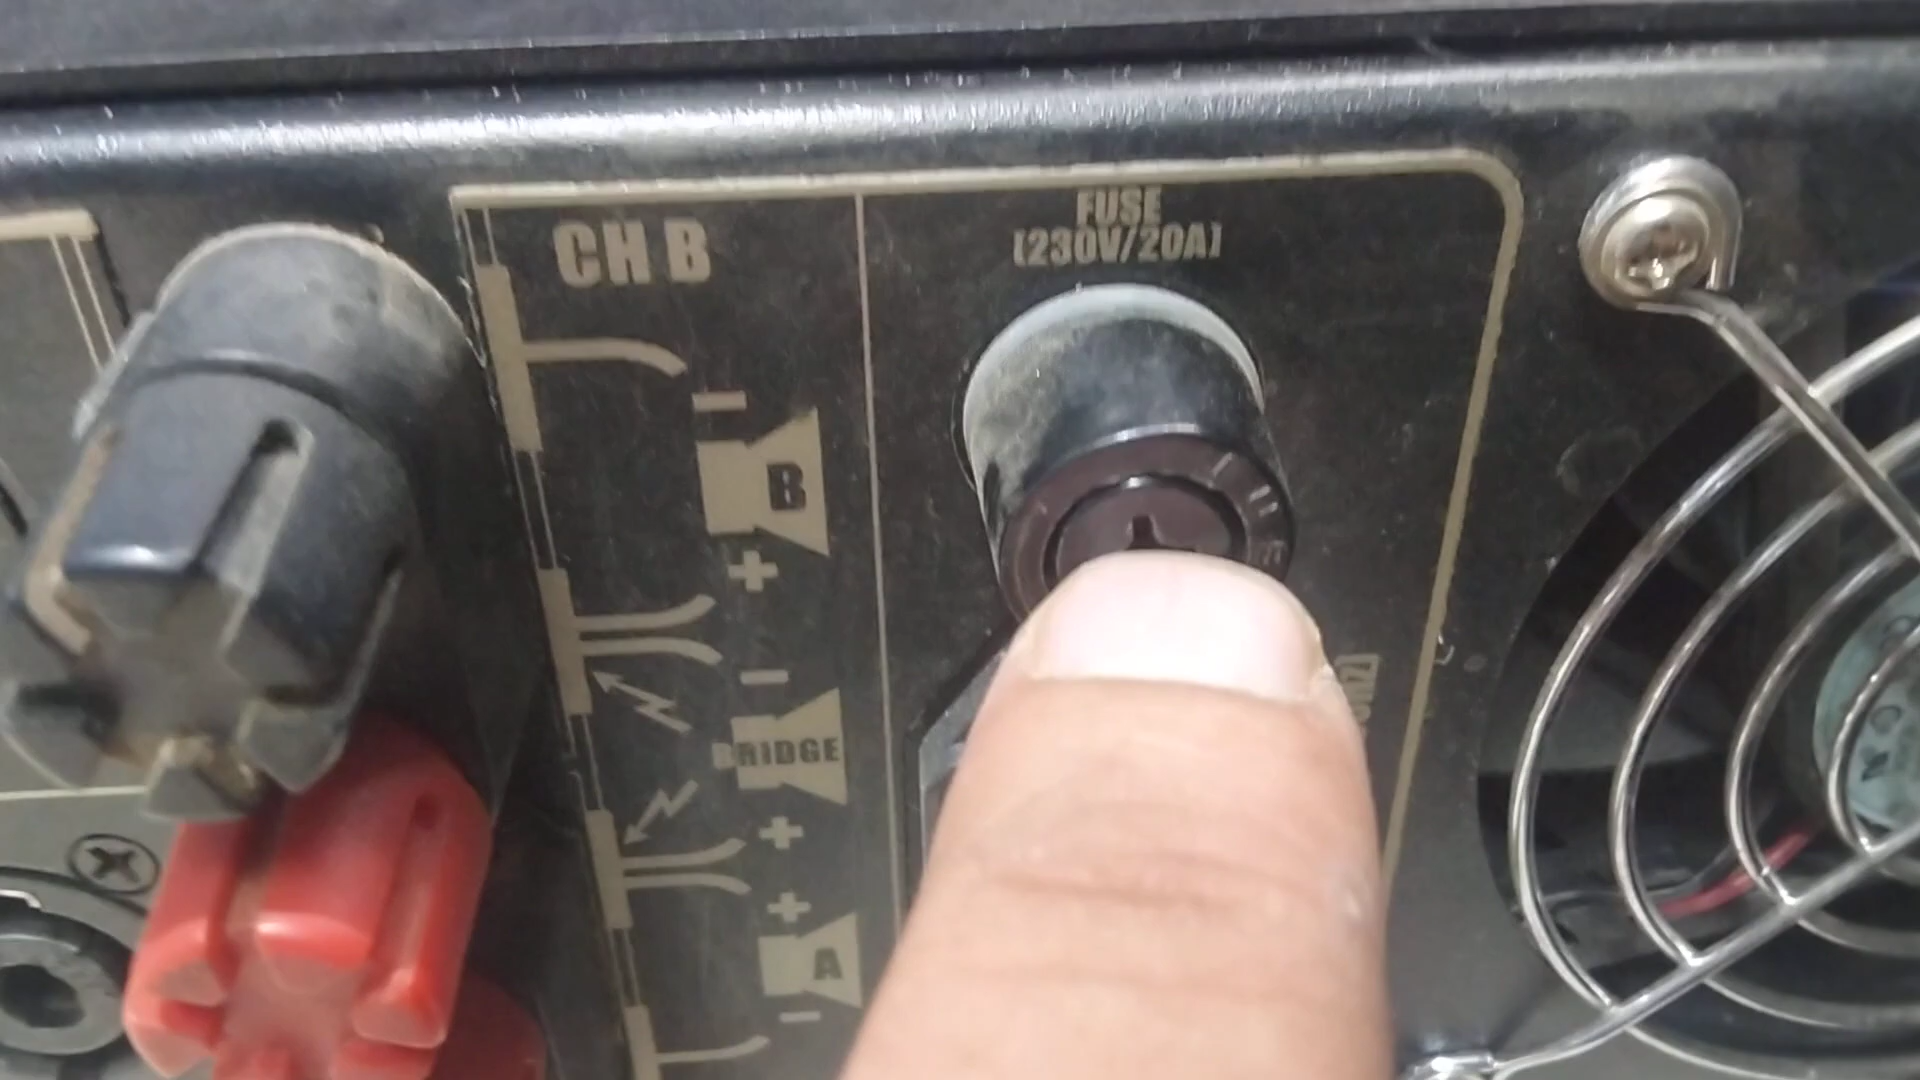 CH B
FUSE
[230V/20A]
B
BRIDGE
A